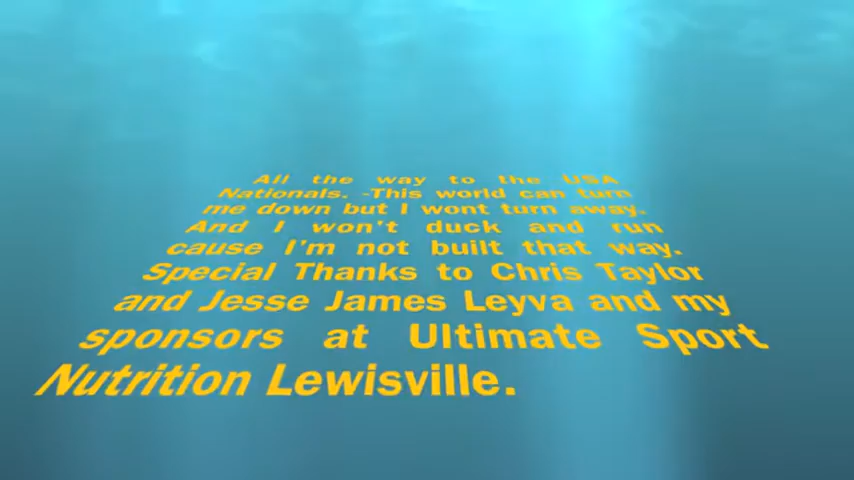 All the way to the USA
Nationals. -This world can turn
me down but I wont turn away.
And I won't duck and run
cause I'm not built that way.
Special Thanks to Chris Taylor
and Jesse James Leyva and my
sponsors at Ultimate Sport
Nutrition Lewisville.